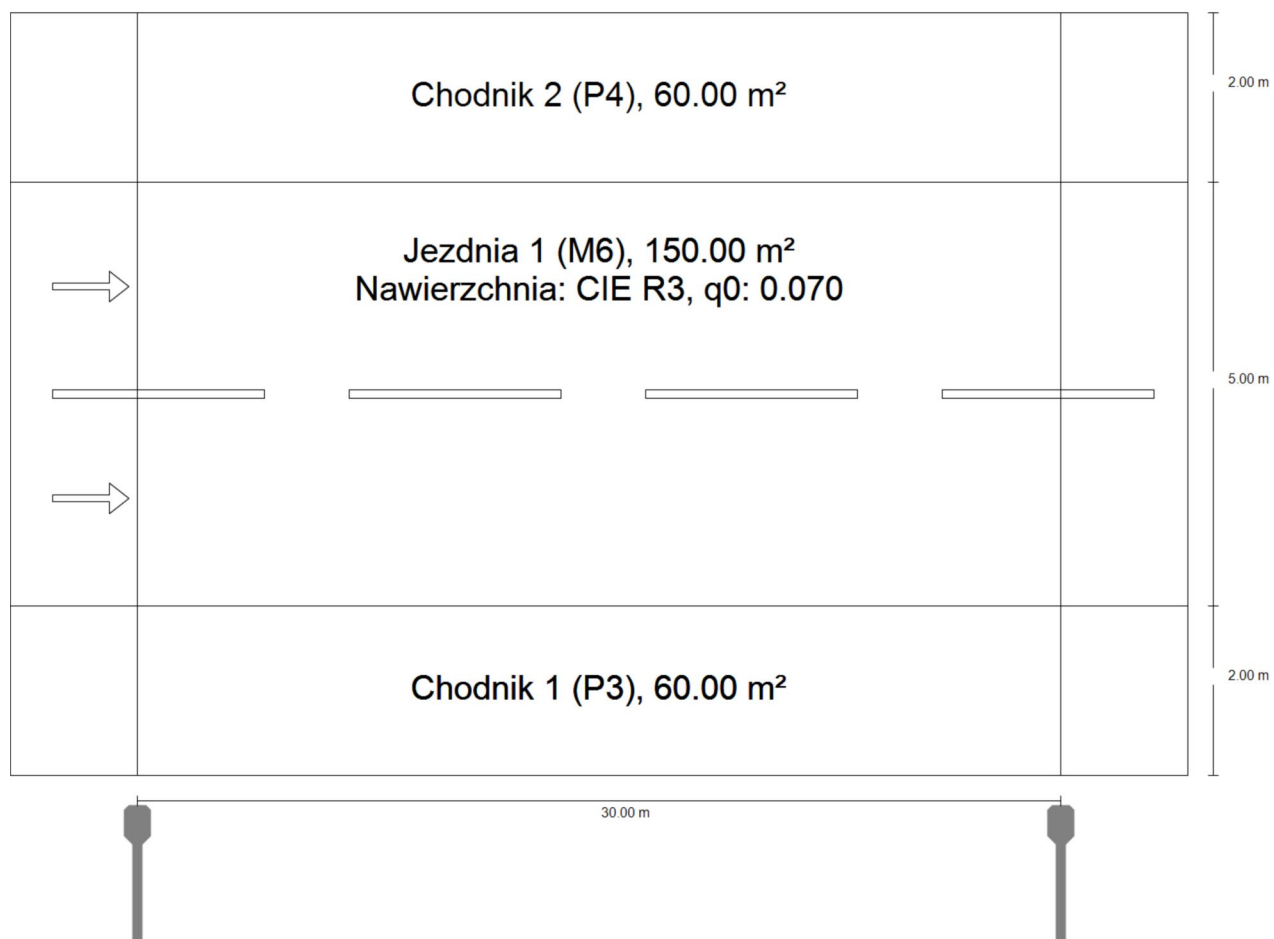 Chodnik 2 (P4), 60.00 m²
2.00 m
Jezdnia 1 (M6), 150.00 m²
Nawierzchnia: CIE R3, q0: 0.070
5.00 m
Chodnik 1 (P3), 60.00 m²
2.00 m
30.00 m